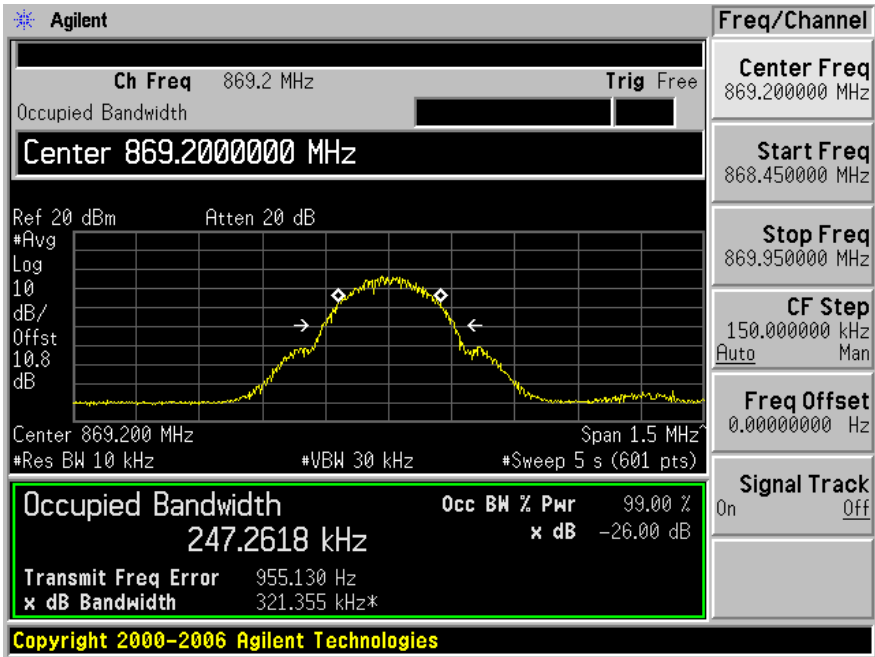 Agilent
Freq/Channel
Ch Freq 869.2 MHz Trig Free
Occupied Bandwidth
Center 869.2000000 MHz
Ref 20 dBm Atten 20 dB
#Avg
Log
10
dB/
Offst
10.8
dB
Center 869.200 MHz Span 1.5 MHz^
#Res BW 10 kHz #VBW 30 kHz #Sweep 5 s (601 pts)
Occupied Bandwidth Occ BW % Pwr 99.00 %
247.2618 kHz x dB -26.00 dB
Transmit Freq Error 955.130 Hz
x dB Bandwidth 321.355 kHz*
Center Freq
869.200000 MHz
Start Freq
868.450000 MHz
Stop Freq
869.950000 MHz
CF Step
150.000000 kHz
Auto Man
Freq Offset
0.00000000 Hz
Signal Track
On Off
Copyright 2000-2006 Agilent Technologies